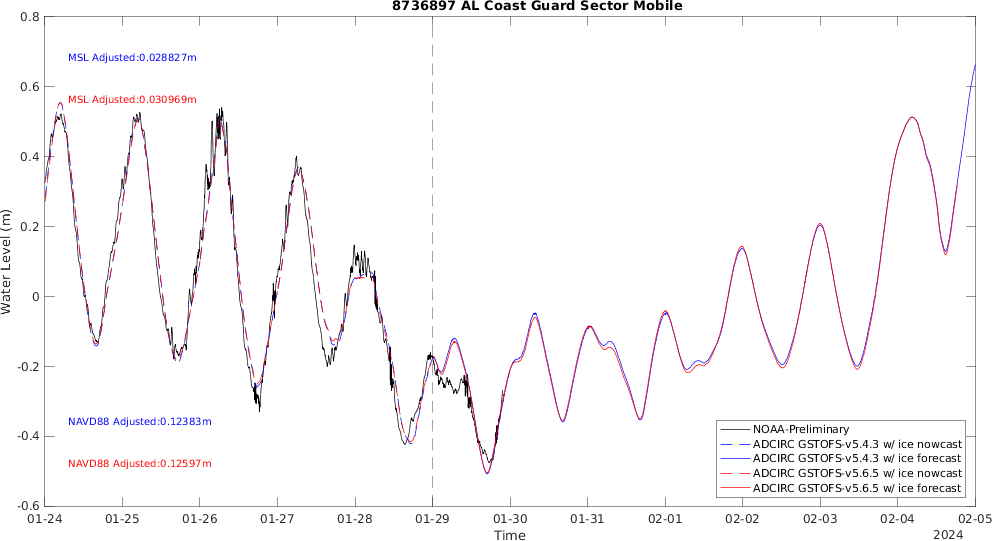 8736897 AL Coast Guard Sector Mobile
0.8
MSL Adjusted:0.028827m
0.6
MSL Adjusted:0.030969m
0.4
0.2
Water Level (m)
0
-0.2
NAVD88 Adjusted:0.12383m
-0.4
NAVD88 Adjusted:0.12597m
NOAA-Preliminary
ADCIRC GSTOFS-v5.4.3 w/ ice nowcast
ADCIRC GSTOFS-v5.4.3 w/ ice forecast
ADCIRC GSTOFS-v5.6.5 w/ ice nowcast
ADCIRC GSTOFS-v5.6.5 w/ ice forecast
-0.6
01-24 01-25 01-26 01-27 01-28 01-29 01-30 01-31 02-01 02-02 02-03 02-04 02-05
Time
2024